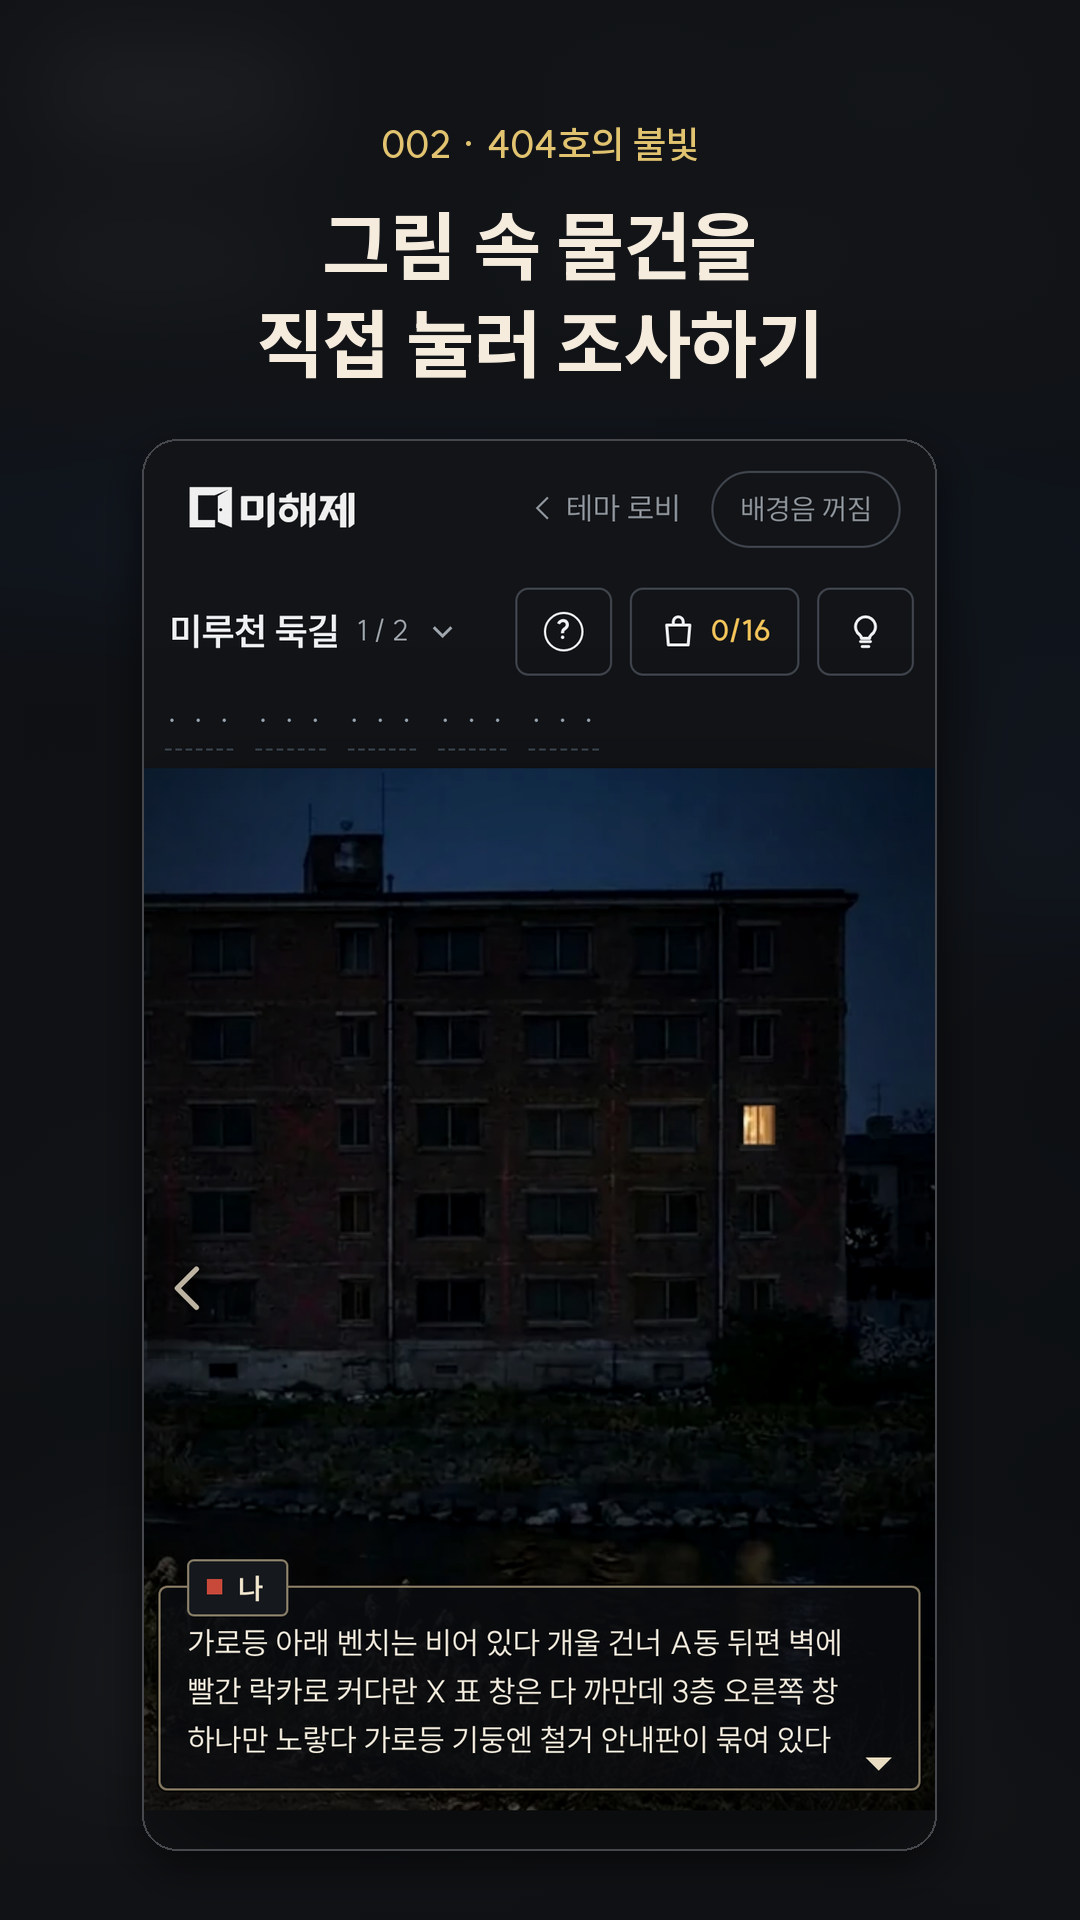 002 · 404호의 불빛
그림 속 물건을
직접 눌러 조사하기
미해제
테마 로비
배경음 꺼짐
미루천 둑길 1 / 2
?
0/16
나
가로등 아래 벤치는 비어 있다 개울 건너 A동 뒤편 벽에
빨간 락카로 커다란 X 표 창은 다 까만데 3층 오른쪽 창
하나만 노랗다 가로등 기둥엔 철거 안내판이 묶여 있다